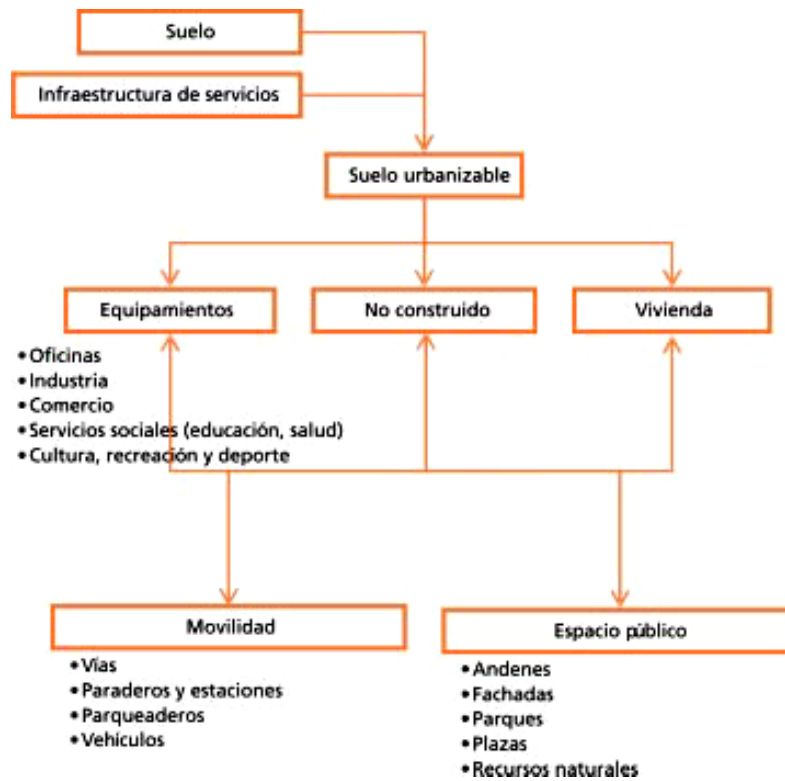 Suelo
Infraestructura de servicios
Suelo urbanizable
Equipamientos
No construido
Vivienda
•Oficinas
•Industria
•Comercio
•Servicios sociales (educación, salud)
•Cultura, recreación y deporte
Movilidad
•Vías
•Paraderos y estaciones
•Parqueaderos
•Vehículos
Espacio público
•Andenes
•Fachadas
•Parques
•Plazas
•Recursos naturales